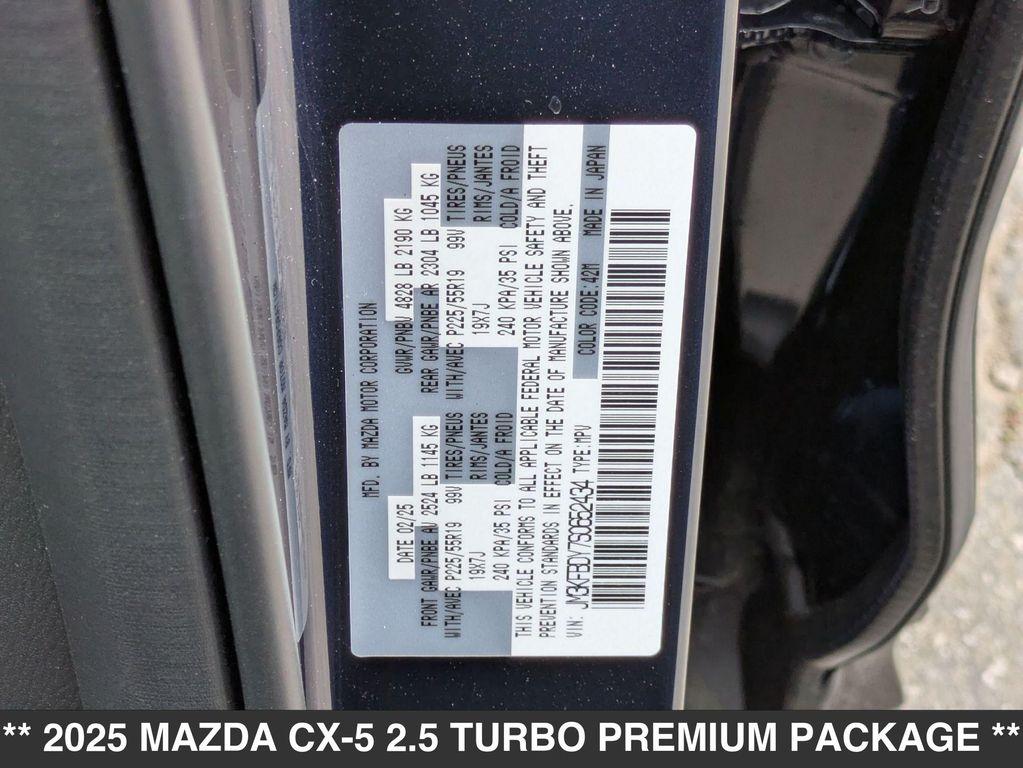 MFD. BY MAZDA MOTOR CORPORATION
DATE 02/25 GVWR/PNBV 4828 LB 2190 KG
FRONT GAWR/PNBE AV 2524 LB 1145 KG REAR GAWR/PNBE AR 2304 LB 1045 KG
WITH/AVEC P225/55R19 99V TIRES/PNEUS WITH/AVEC P225/55R19 99V TIRES/PNEUS
19X7J RIMS/JANTES 19X7J RIMS/JANTES
240 KPA/35 PSI COLD/A FROID 240 KPA/35 PSI COLD/A FROID
THIS VEHICLE CONFORMS TO ALL APPLICABLE FEDERAL MOTOR VEHICLE SAFETY AND THEFT
PREVENTION STANDARDS IN EFFECT ON THE DATE OF MANUFACTURE SHOWN ABOVE.
VIN: JM3KFBDY7S0652434 TYPE:MPV COLOR CODE:42M MADE IN JAPAN
** 2025 MAZDA CX-5 2.5 TURBO PREMIUM PACKAGE **